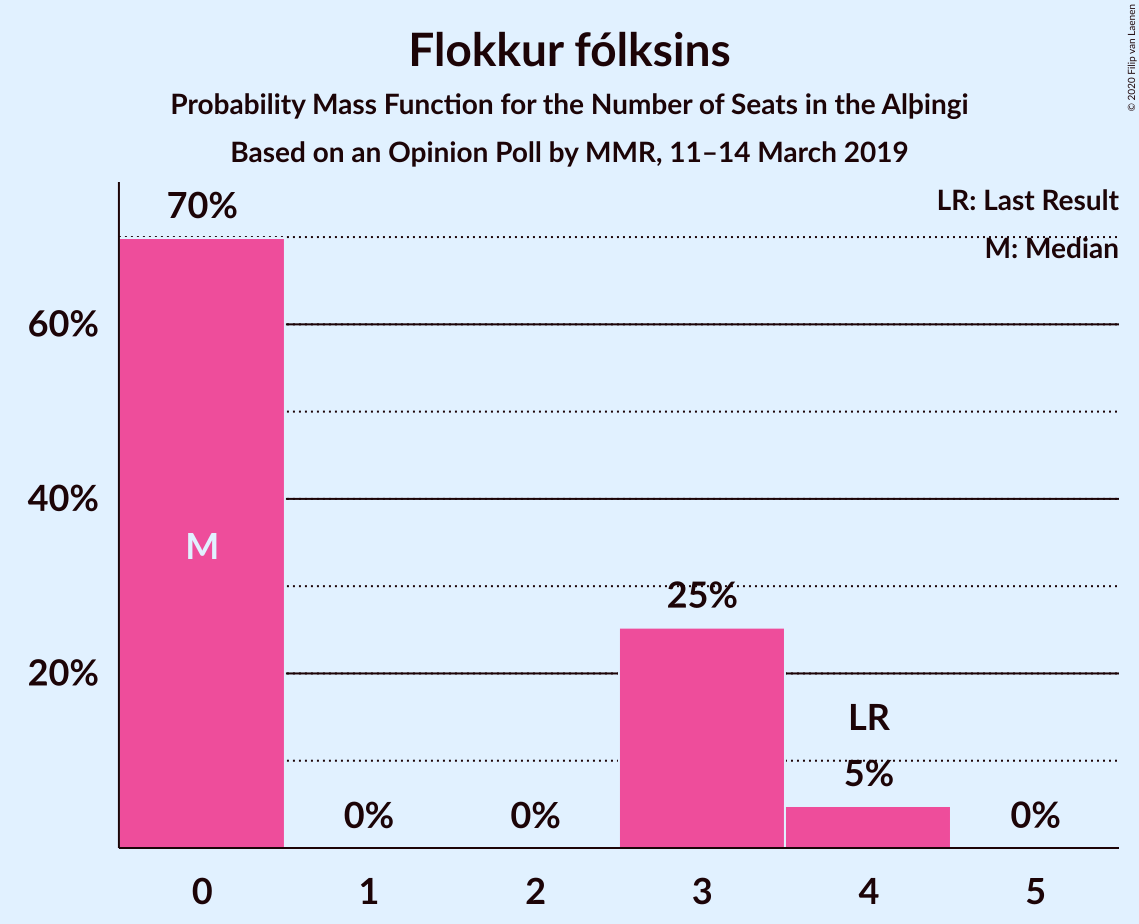 Flokkur fólksins
Probability Mass Function for the Number of Seats in the Alþingi
Based on an Opinion Poll by MMR, 11–14 March 2019
© 2020 Filip van Laenen
LR: Last Result
M: Median
70%
60%
40%
20%
M
0%
0%
25%
LR
5%
0%
0 1 2 3 4 5